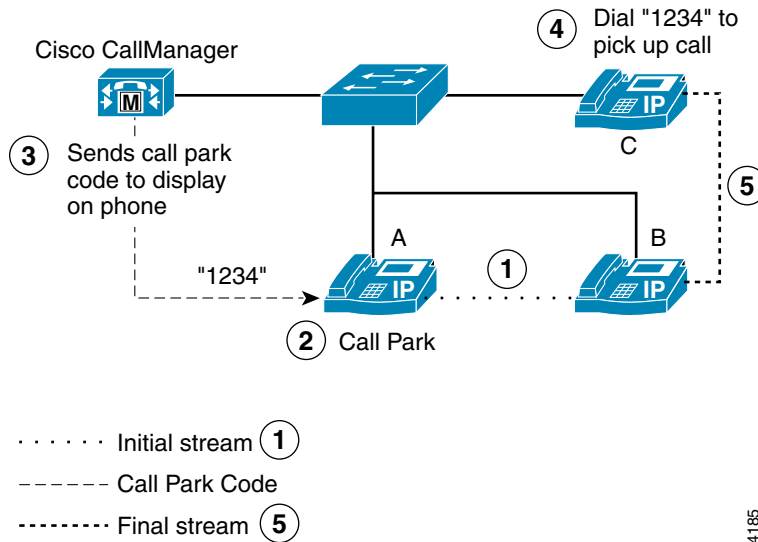 4
Dial "1234" to
pick up call
Cisco CallManager
M
IP
C
3
Sends call park
code to display
on phone
5
A
B
"1234"
1
IP
IP
2
Call Park
Initial stream 1
Call Park Code
Final stream 5
4185